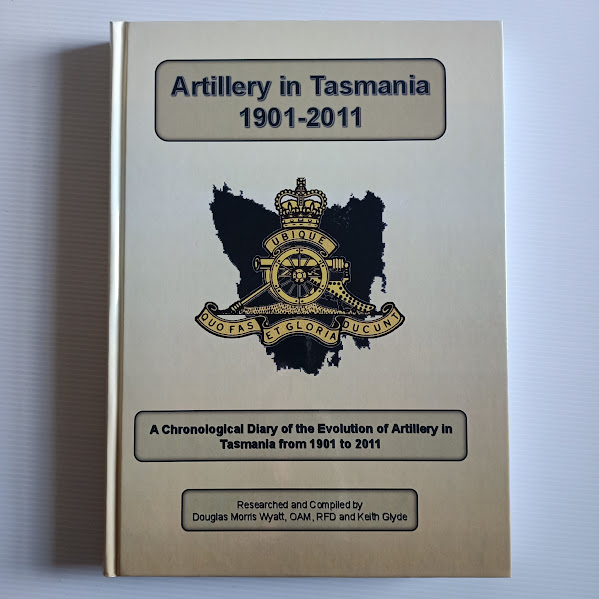 Artillery in Tasmania
1901-2011
UBIQUE
QUO FAS
ET GLORIA
DUCUNT
A Chronological Diary of the Evolution of Artillery in
Tasmania from 1901 to 2011
Researched and Compiled by
Douglas Morris Wyatt, OAM, RFD and Keith Glyde